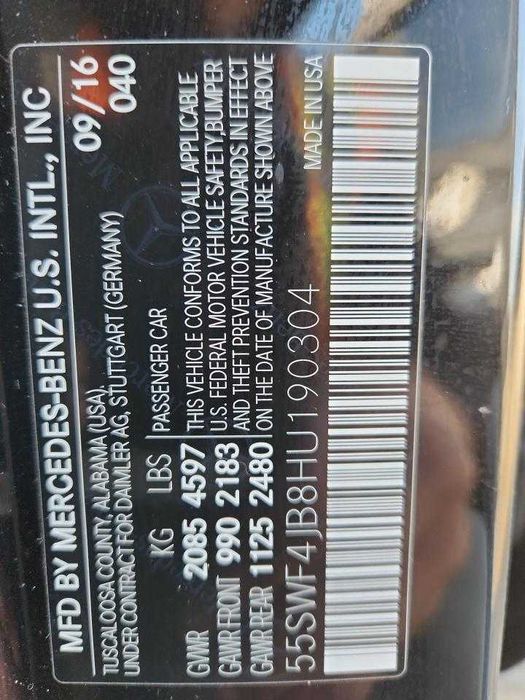 MFD BY MERCEDES-BENZ U.S. INTL., INC
TUSCALOOSA COUNTY, ALABAMA (USA), 09/16
UNDER CONTRACT FOR DAIMLER AG, STUTTGART (GERMANY) 040
KG LBS PASSENGER CAR
GVWR 2085 4597 THIS VEHICLE CONFORMS TO ALL APPLICABLE
U.S. FEDERAL MOTOR VEHICLE SAFETY,BUMPER
GAWR FRONT 990 2183 AND THEFT PREVENTION STANDARDS IN EFFECT
GAWR REAR 1125 2480 ON THE DATE OF MANUFACTURE SHOWN ABOVE
55SWF4JB8HU190304 MADE IN USA